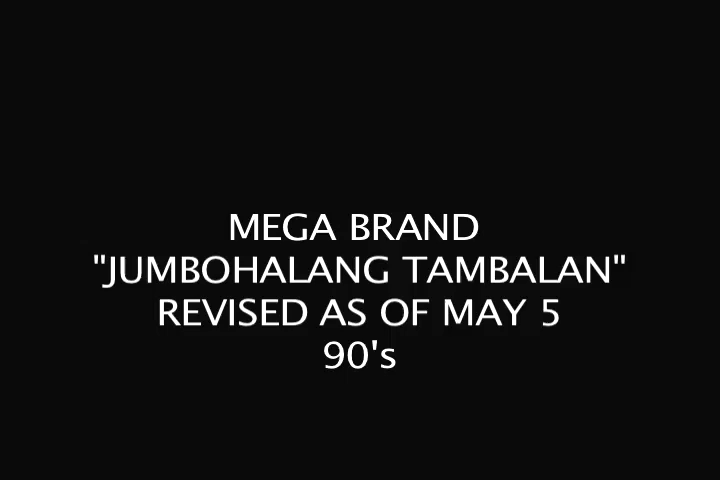 MEGA BRAND
"JUMBOHALANG TAMBALAN"
REVISED AS OF MAY 5
90's